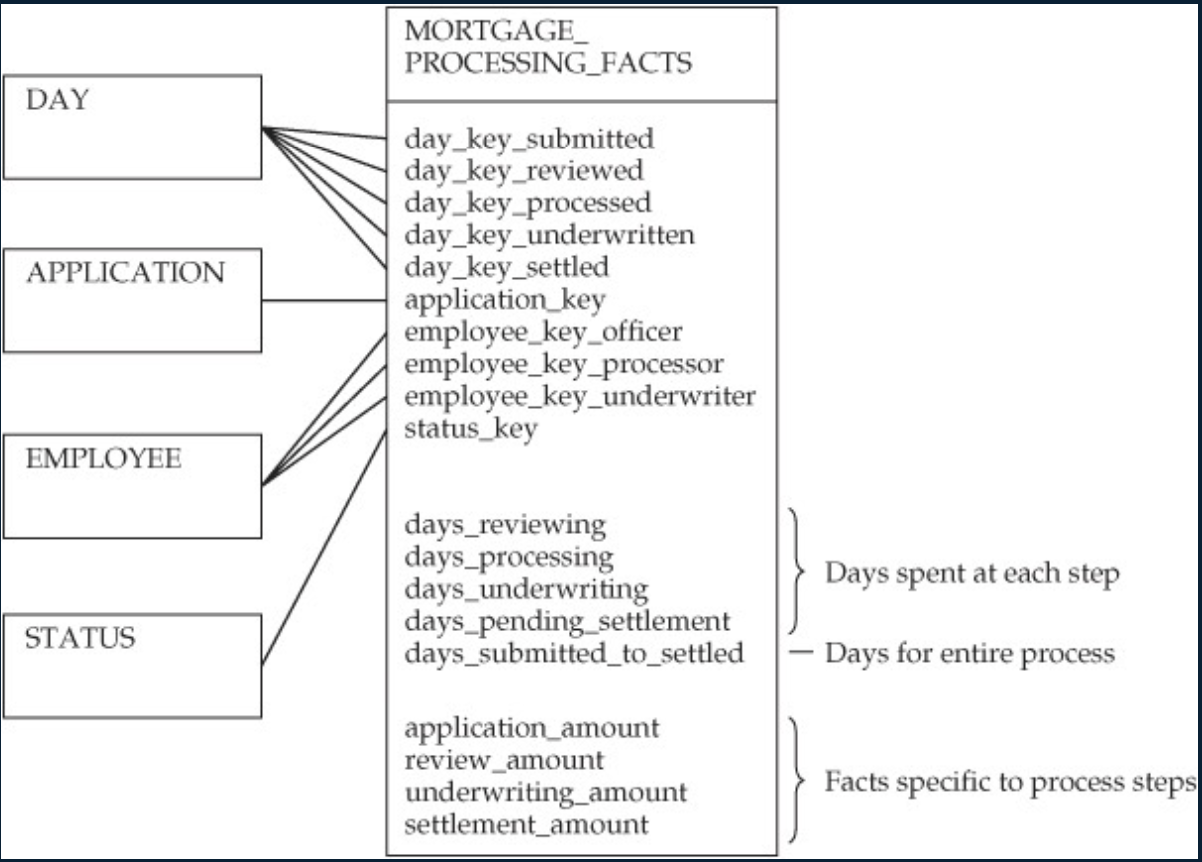 MORTGAGE_
PROCESSING_FACTS
DAY
APPLICATION
EMPLOYEE
STATUS
day_key_submitted
day_key_reviewed
day_key_processed
day_key_underwritten
day_key_settled
application_key
employee_key_officer
employee_key_processor
employee_key_underwriter
status_key
days_reviewing
days_processing
days_underwriting
days_pending_settlement
Days spent at each step
days_submitted_to_settled
Days for entire process
application_amount
review_amount
underwriting_amount
settlement_amount
Facts specific to process steps